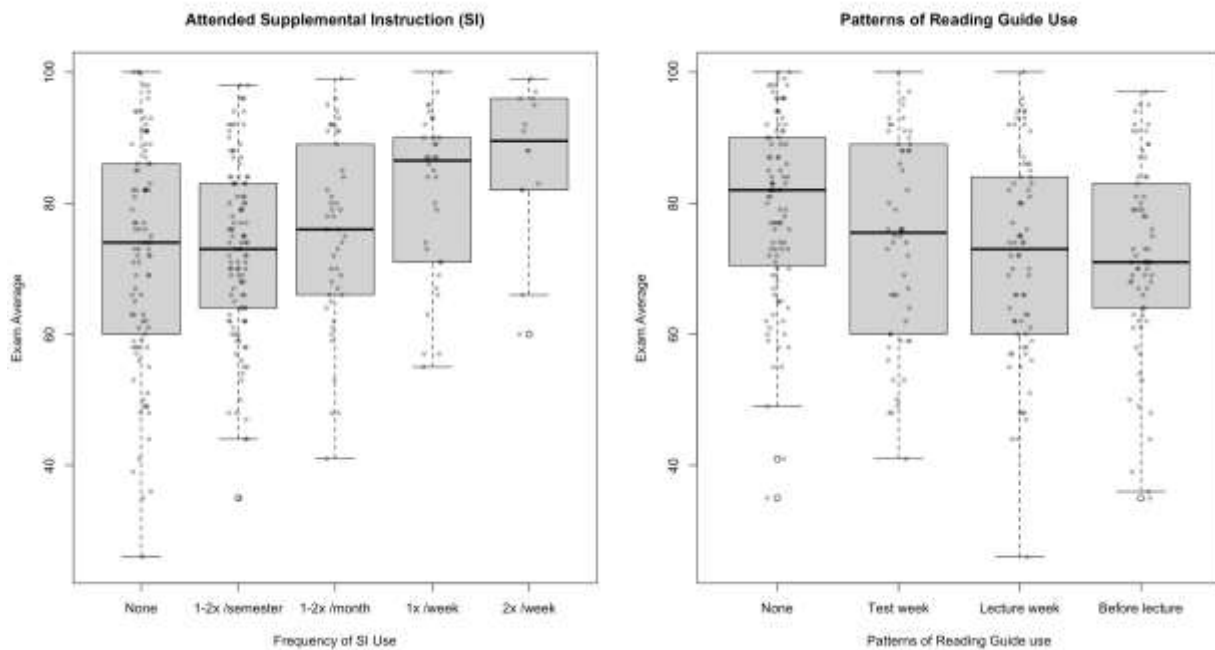 Attended Supplemental Instruction (SI)
Exam Average
100
80
60
40
None
1-2x /semester
1-2x /month
1x /week
2x /week
Frequency of SI Use
Patterns of Reading Guide Use
Exam Average
100
80
60
40
None
Test week
Lecture week
Before lecture
Patterns of Reading Guide use